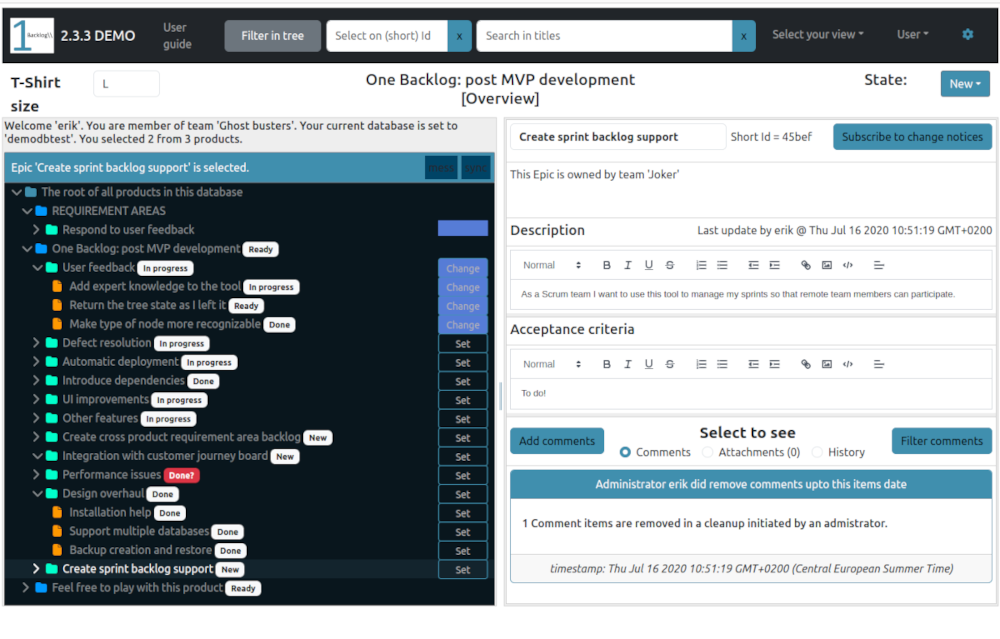 1 Backlog\\ 2.3.3 DEMO
User guide
Filter in tree
Select on (short) Id
x
Search in titles
x
Select your view
User
T-Shirt size
L
One Backlog: post MVP development
[Overview]
State:
New
Welcome 'erik'. You are member of team 'Ghost busters'. Your current database is set to
'demodbtest'. You selected 2 from 3 products.
Epic 'Create sprint backlog support' is selected.
The root of all products in this database
REQUIREMENT AREAS
Respond to user feedback
One Backlog: post MVP development Ready
User feedback In progress Change
Add expert knowledge to the tool In progress Change
Return the tree state as I left it Ready Change
Make type of node more recognizable Done Change
Defect resolution In progress Set
Automatic deployment In progress Set
Introduce dependencies Done Set
UI improvements In progress Set
Other features In progress Set
Create cross product requirement area backlog New Set
Integration with customer journey board New Set
Performance issues Done? Set
Design overhaul Done Set
Installation help Done Set
Support multiple databases Done Set
Backup creation and restore Done Set
Create sprint backlog support New Set
Feel free to play with this product Ready
Create sprint backlog support
Short Id = 45bef
Subscribe to change notices
This Epic is owned by team 'Joker'
Description
Last update by erik @ Thu Jul 16 2020 10:51:19 GMT+0200
Normal B I U S
As a Scrum team I want to use this tool to manage my sprints so that remote team members can participate.
Acceptance criteria
Normal B I U S
To do!
Add comments
Select to see
Comments Attachments (0) History
Filter comments
Administrator erik did remove comments upto this items date
1 Comment items are removed in a cleanup initiated by an admistrator.
timestamp: Thu Jul 16 2020 10:51:19 GMT+0200 (Central European Summer Time)